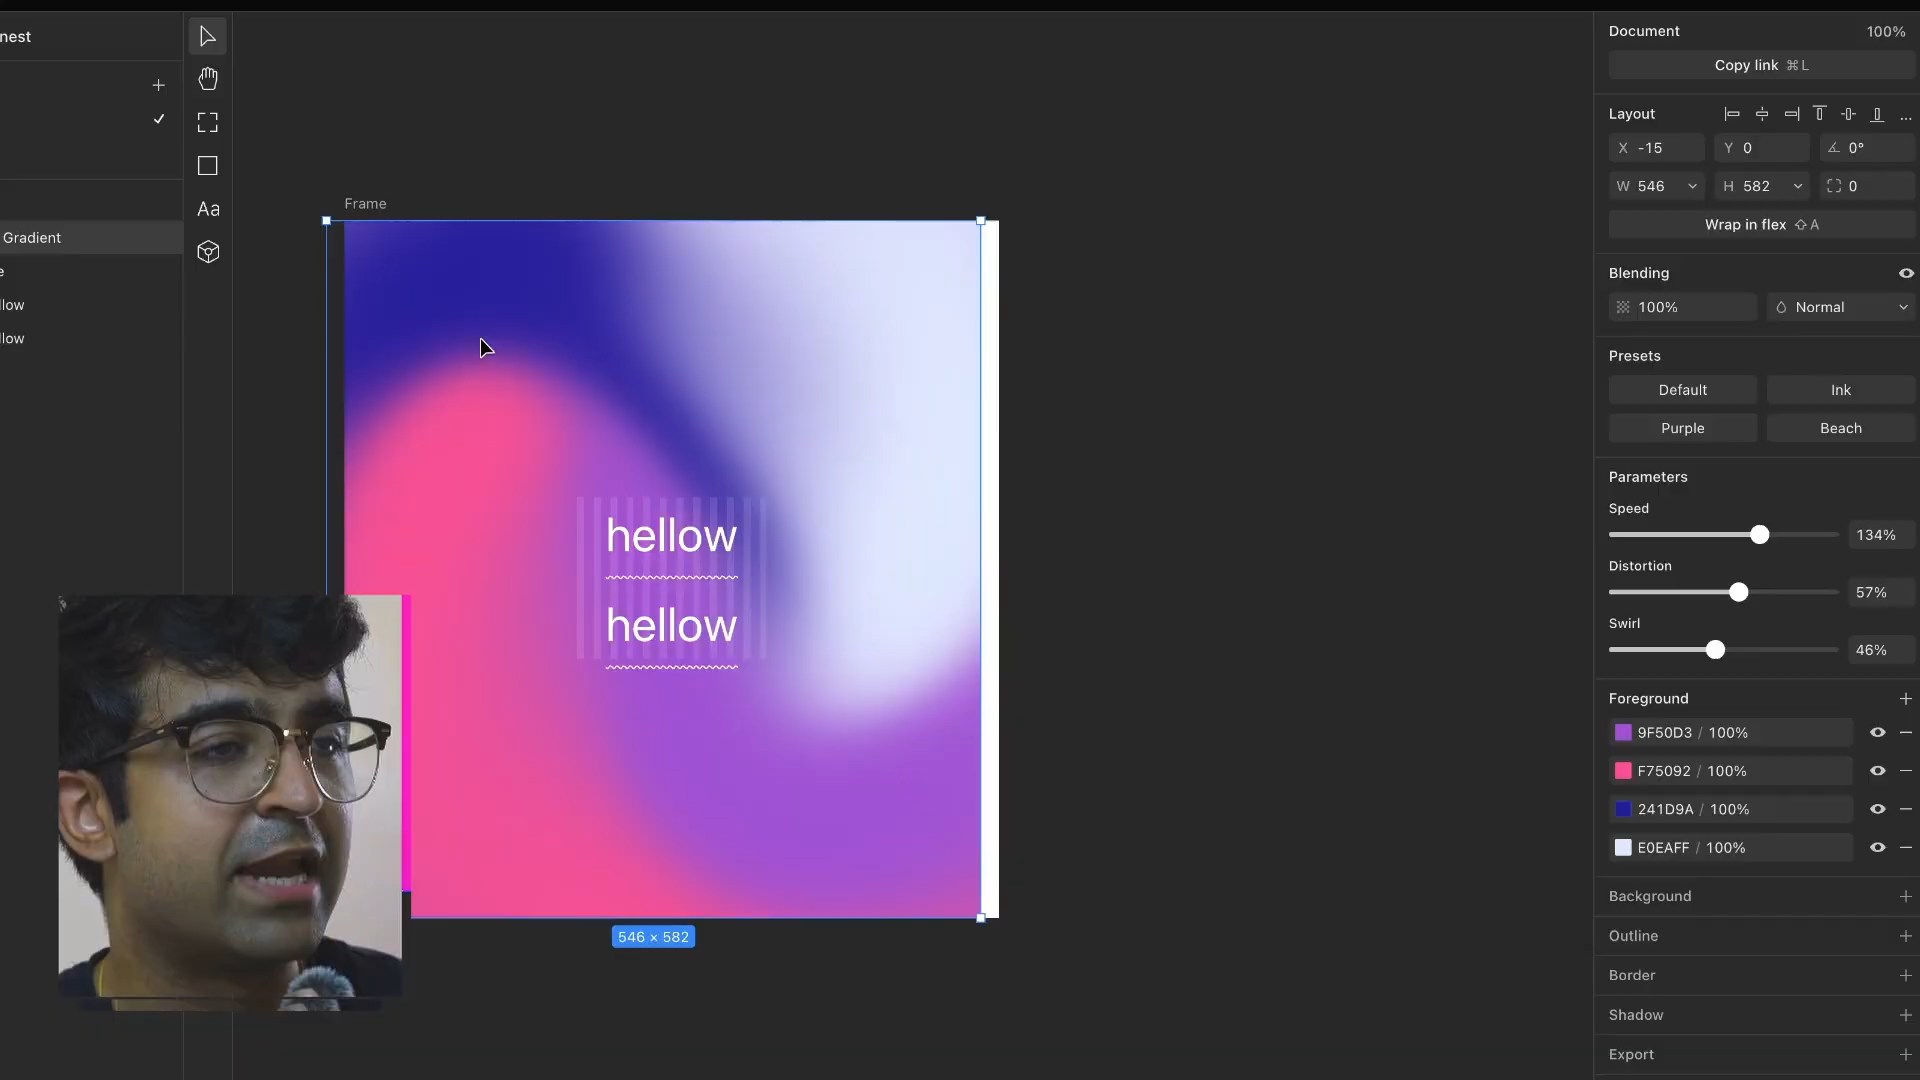 nest
Gradient
e
llow
llow
Aa
Frame
hellow
hellow
546 × 582
Document
100%
Copy link ⌘ L
Layout
...
X -15
Y 0
0°
W 546
H 582
0
Wrap in flex ⇧ A
Blending
100%
Normal
Presets
Default
Ink
Purple
Beach
Parameters
Speed
134%
Distortion
57%
Swirl
46%
Foreground
9F50D3 / 100%
F75092 / 100%
241D9A / 100%
E0EAFF / 100%
Background
Outline
Border
Shadow
Export